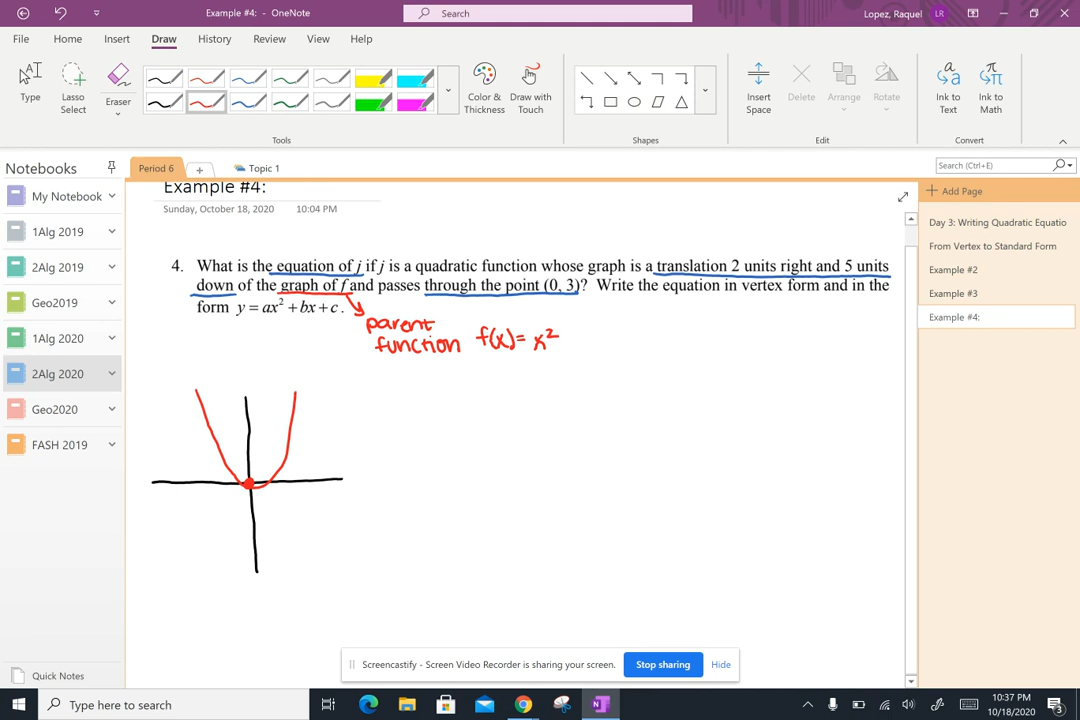 Example #4: - OneNote
Search
Lopez, Raquel
LR
File
Home
Insert
Draw
History
Review
View
Help
Type
Lasso
Select
Eraser
Color &
Thickness
Draw with
Touch
Insert
Space
Delete
Arrange
Rotate
Ink to
Text
Ink to
Math
Tools
Shapes
Edit
Convert
Notebooks
Period 6
Topic 1
Search (Ctrl+E)
My Notebook
1Alg 2019
2Alg 2019
Geo2019
1Alg 2020
2Alg 2020
Geo2020
FASH 2019
Quick Notes
Example #4:
Sunday, October 18, 2020 10:04 PM
4. What is the equation of j if j is a quadratic function whose graph is a translation 2 units right and 5 units
down of the graph of f and passes through the point (0, 3)? Write the equation in vertex form and in the
form y = ax² + bx + c.
parent
function f(x) = x²
Add Page
Day 3: Writing Quadratic Equatio
From Vertex to Standard Form
Example #2
Example #3
Example #4:
Screencastify - Screen Video Recorder is sharing your screen.
Stop sharing
Hide
Type here to search
10:37 PM
10/18/2020
3